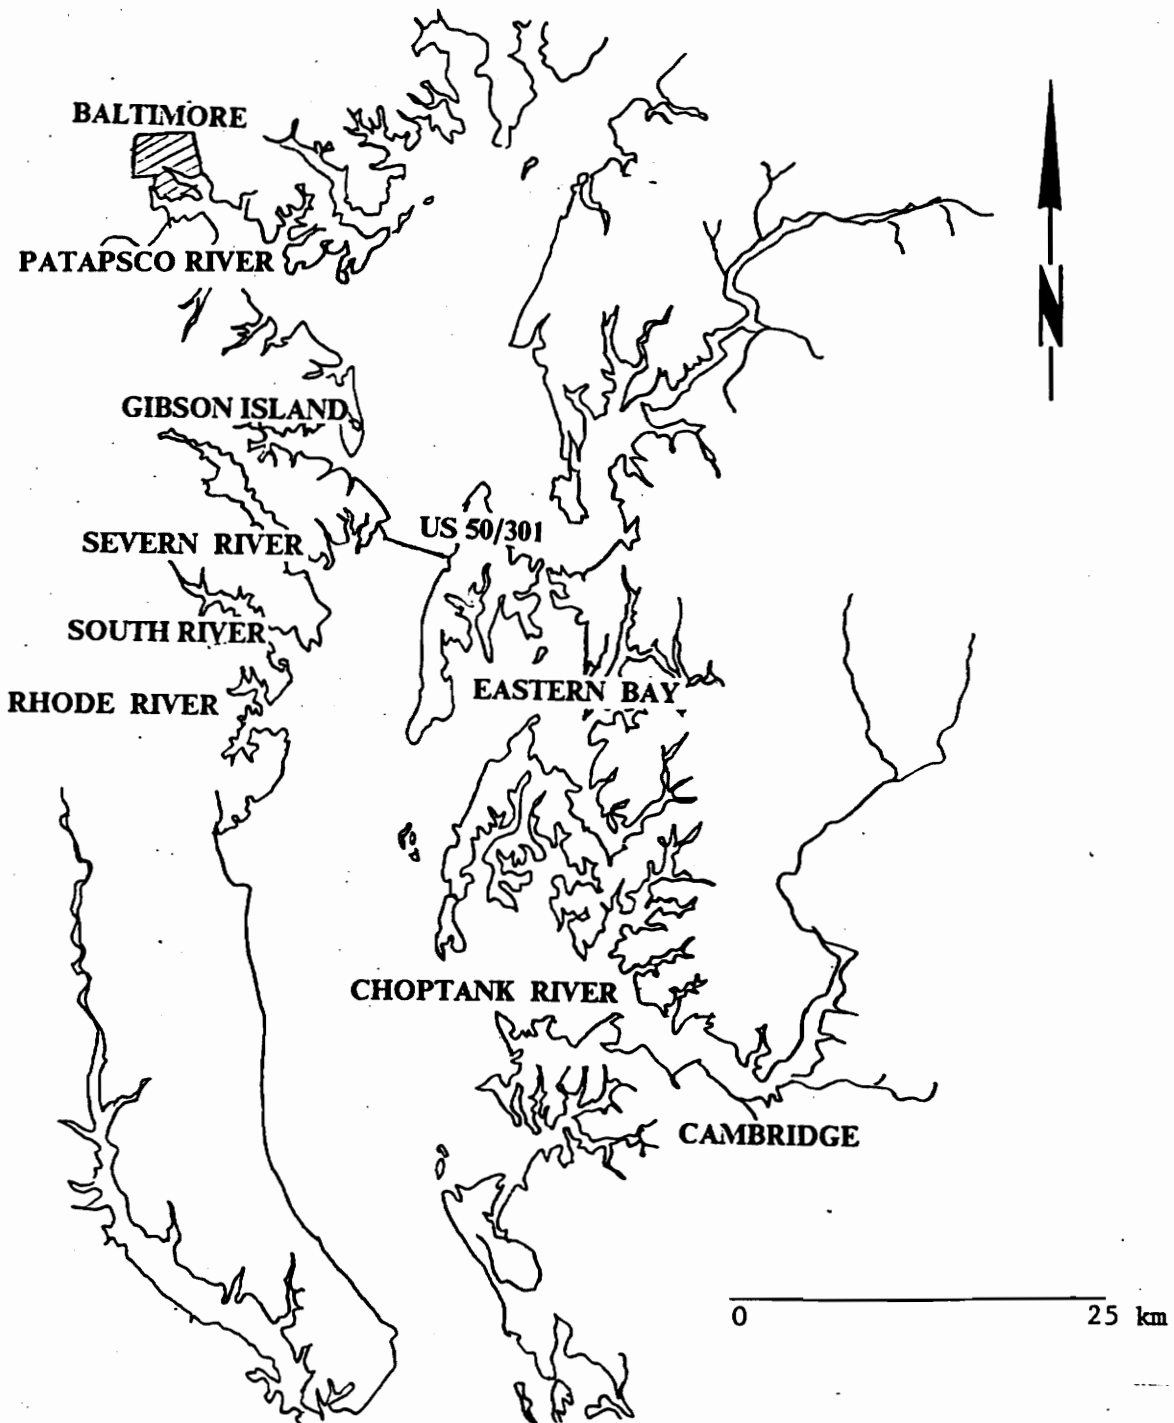 BALTIMORE
PATAPSCO RIVER
N
GIBSON ISLAND
US 50/301
SEVERN RIVER
SOUTH RIVER
RHODE RIVER
EASTERN BAY
CHOPTANK RIVER
CAMBRIDGE
0 25 km